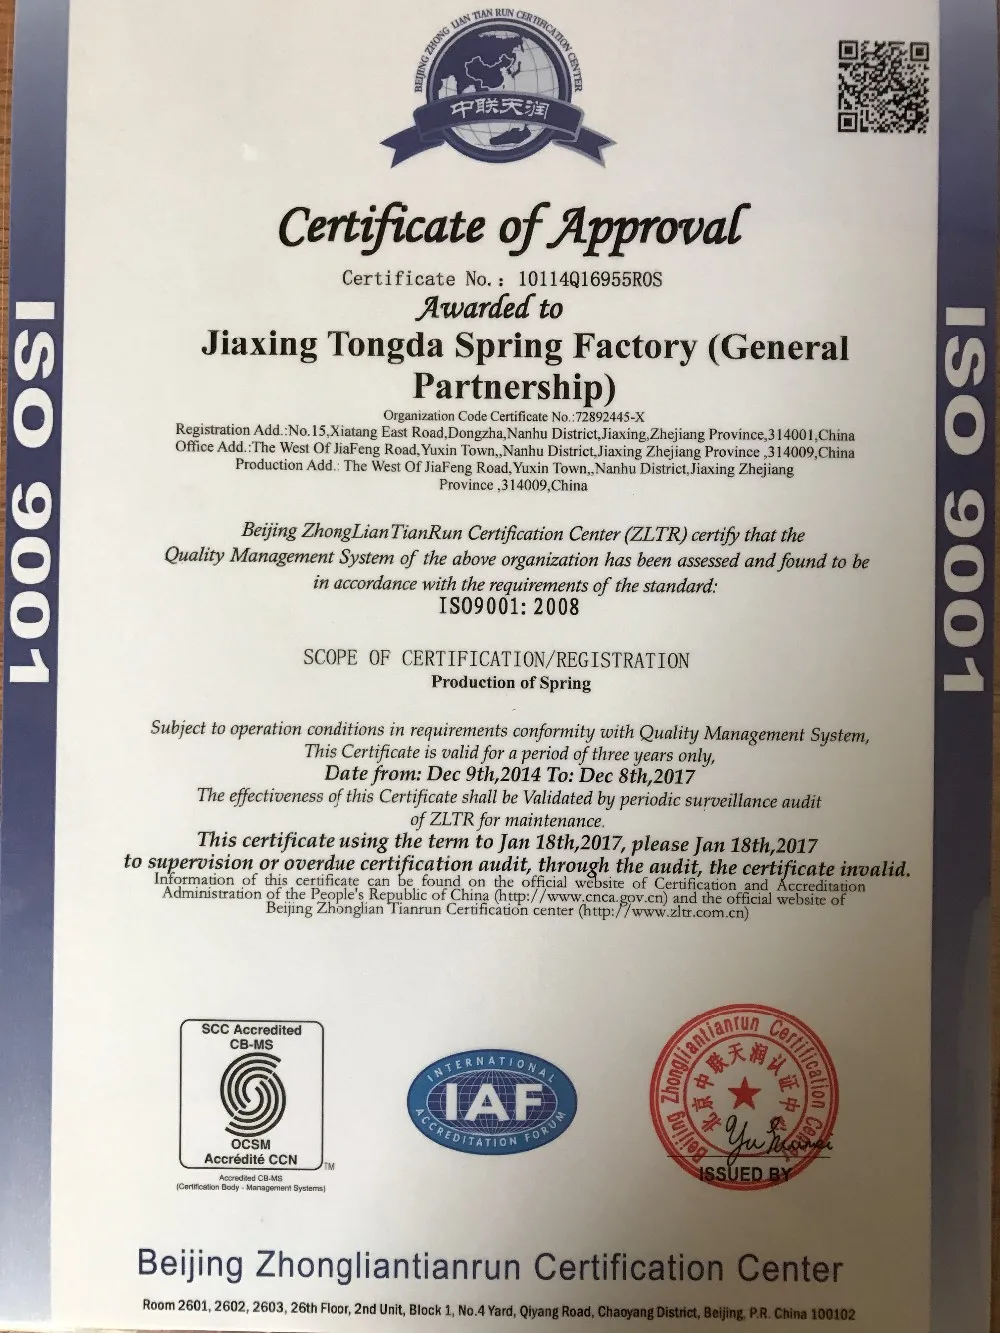 BEIJING ZHONG LIAN TIAN RUN CERTIFICATION CENTER
中联天润
Certificate of Approval
Certificate No.: 10114Q16955R0S
Awarded to
Jiaxing Tongda Spring Factory (General
Partnership)
Organization Code Certificate No.:72892445-X
Registration Add.:No.15,Xiatang East Road,Dongzha,Nanhu District,Jiaxing,Zhejiang Province,314001,China
Office Add.:The West Of JiaFeng Road,Yuxin Town,,Nanhu District,Jiaxing Zhejiang Province ,314009,China
Production Add.: The West Of JiaFeng Road,Yuxin Town,,Nanhu District,Jiaxing Zhejiang
Province ,314009,China
Beijing ZhongLianTianRun Certification Center (ZLTR) certify that the
Quality Management System of the above organization has been assessed and found to be
in accordance with the requirements of the standard:
ISO9001: 2008
SCOPE OF CERTIFICATION/REGISTRATION
Production of Spring
Subject to operation conditions in requirements conformity with Quality Management System,
This Certificate is valid for a period of three years only,
Date from: Dec 9th,2014 To: Dec 8th,2017
The effectiveness of this Certificate shall be Validated by periodic surveillance audit
of ZLTR for maintenance.
This certificate using the term to Jan 18th,2017, please Jan 18th,2017
to supervision or overdue certification audit, through the audit, the certificate invalid.
Information of this certificate can be found on the official website of Certification and Accreditation
Administration of the People's Republic of China (http://www.cnca.gov.cn) and the official website of
Beijing Zhonglian Tianrun Certification center (http://www.zltr.com.cn)
ISO 9001
ISO 9001
SCC Accredited
CB-MS
OCSM
Accrédité CCN
TM
Accredited CB-MS
(Certification Body - Management Systems)
INTERNATIONAL
IAF
ACCREDITATION FORUM
Beijing Zhongliantianrun Certification
北京中联天润认证中
ISSUED BY
Beijing Zhongliantianrun Certification Center
Room 2601, 2602, 2603, 26th Floor, 2nd Unit, Block 1, No.4 Yard, Qiyang Road, Chaoyang District, Beijing, P.R. China 100102